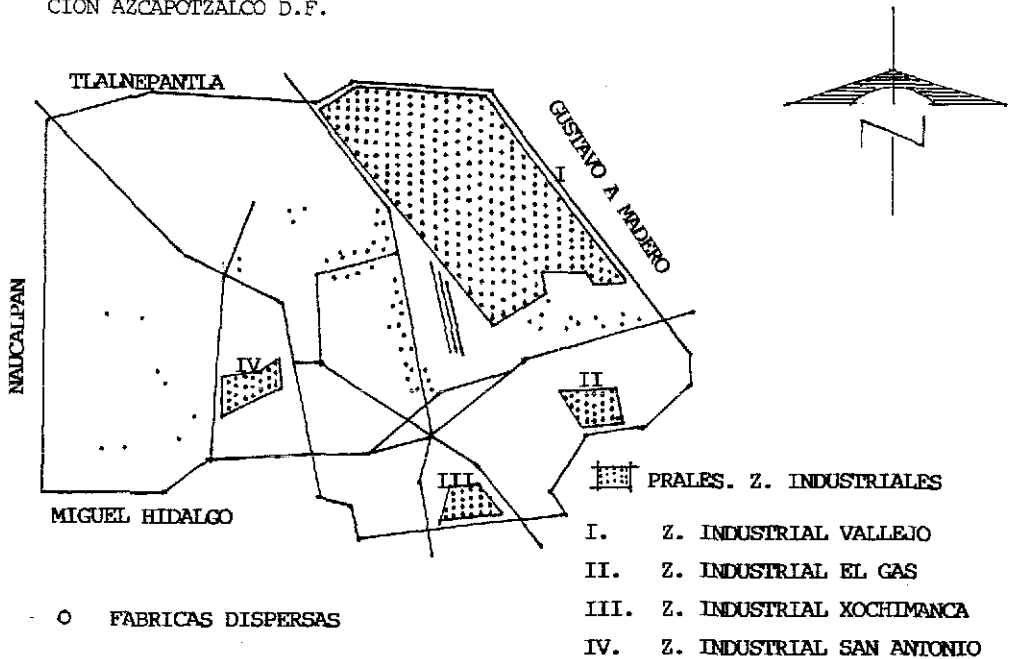 CION AZCAPOTZALCO D.F.
TLALNEPANTLA
GUSTAVO A MADERO
I
NAUCALPAN
IV
II
III
MIGUEL HIDALGO
PRALES. Z. INDUSTRIALES
I. Z. INDUSTRIAL VALLEJO
II. Z. INDUSTRIAL EL GAS
III. Z. INDUSTRIAL XOCHIMANCA
IV. Z. INDUSTRIAL SAN ANTONIO
O FABRICAS DISPERSAS
N